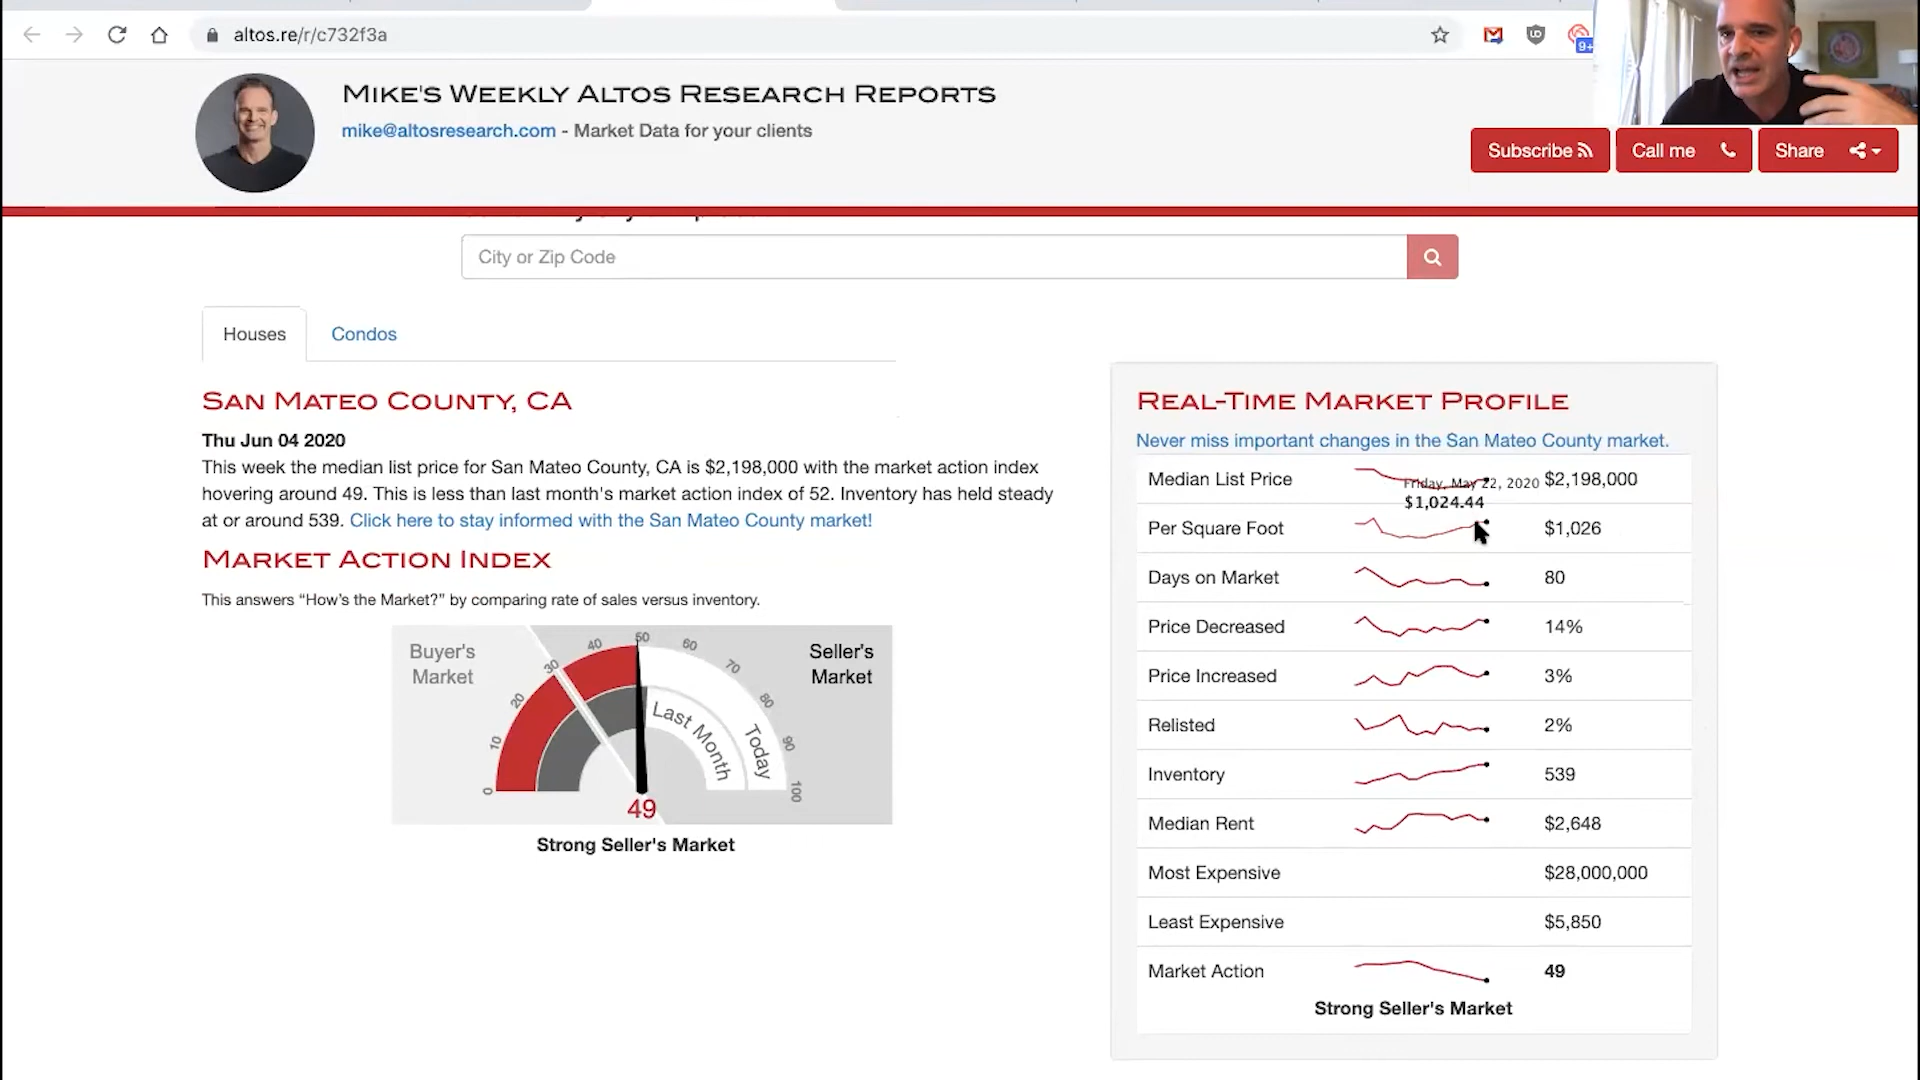 altos.re/r/c732f3a
9+
MIKE'S WEEKLY ALTOS RESEARCH REPORTS
mike@altosresearch.com - Market Data for your clients
Subscribe
Call me
Share
City or Zip Code
Houses
Condos
SAN MATEO COUNTY, CA
Thu Jun 04 2020
This week the median list price for San Mateo County, CA is $2,198,000 with the market action index
hovering around 49. This is less than last month's market action index of 52. Inventory has held steady
at or around 539. Click here to stay informed with the San Mateo County market!
MARKET ACTION INDEX
This answers “How's the Market?” by comparing rate of sales versus inventory.
Buyer's
Market
Seller's
Market
0
10
20
30
40
50
60
70
80
90
100
Last Month
Today
49
Strong Seller's Market
REAL-TIME MARKET PROFILE
Never miss important changes in the San Mateo County market.
Median List Price $2,198,000
Friday, May 22, 2020
$1,024.44
Per Square Foot $1,026
Days on Market 80
Price Decreased 14%
Price Increased 3%
Relisted 2%
Inventory 539
Median Rent $2,648
Most Expensive $28,000,000
Least Expensive $5,850
Market Action 49
Strong Seller's Market